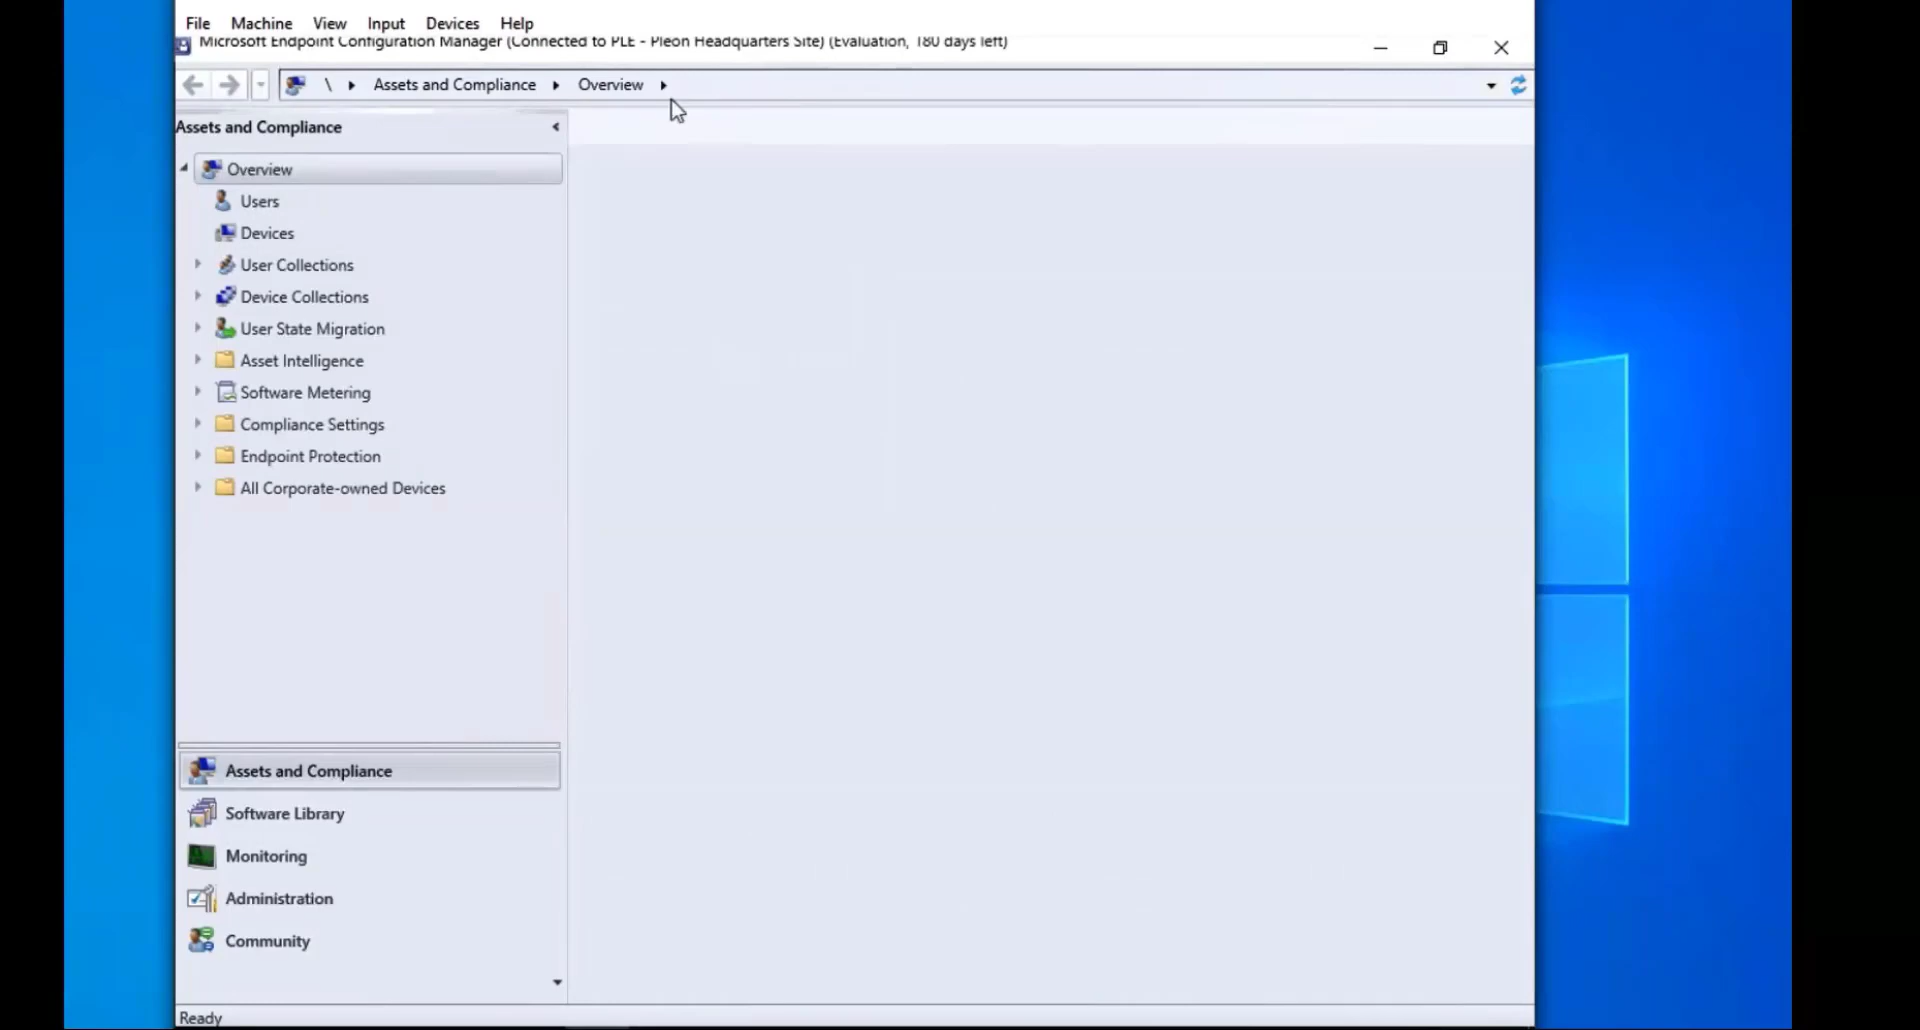 File Machine View Input Devices Help
Microsoft Endpoint Configuration Manager (Connected to PLE - Pleon Headquarters Site) (Evaluation, 180 days left)
\ Assets and Compliance Overview
Assets and Compliance
Overview
Users
Devices
User Collections
Device Collections
User State Migration
Asset Intelligence
Software Metering
Compliance Settings
Endpoint Protection
All Corporate-owned Devices
Assets and Compliance
Software Library
Monitoring
Administration
Community
Ready